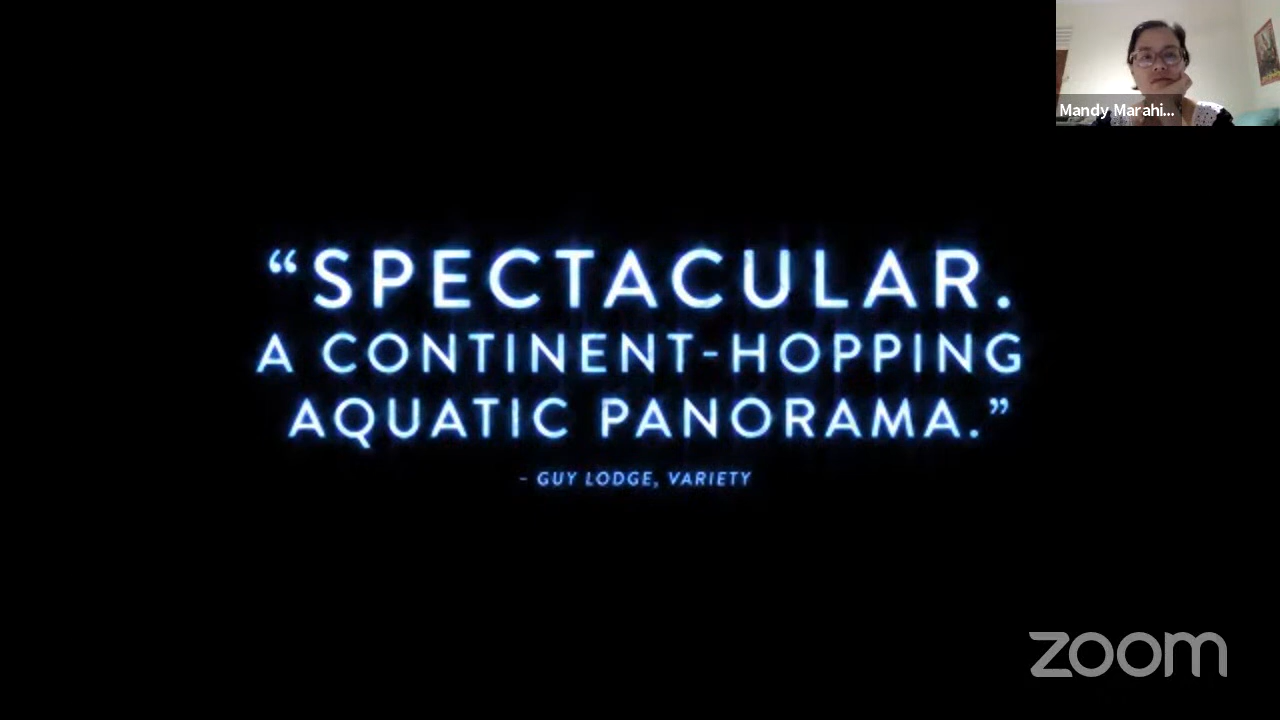 Mandy Marahi...
“SPECTACULAR.
A CONTINENT-HOPPING
AQUATIC PANORAMA.”
- GUY LODGE, VARIETY
zoom